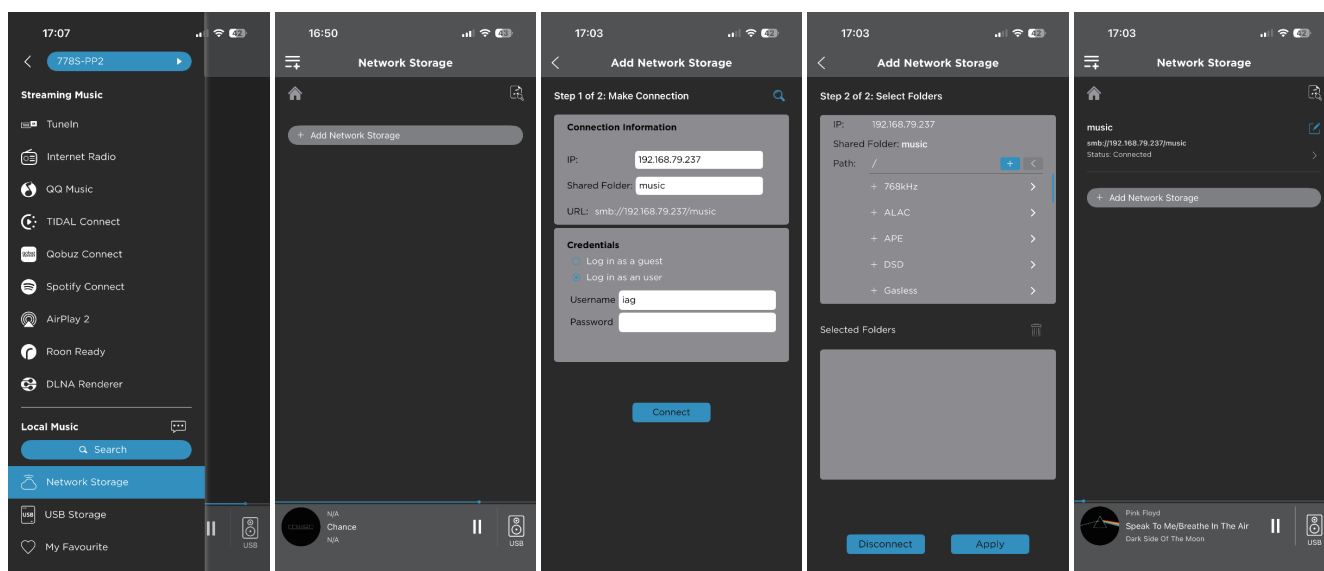 17:07
42
778S-PP2
Streaming Music
TuneIn
Internet Radio
QQ Music
TIDAL Connect
Qobuz Connect
Spotify Connect
AirPlay 2
Roon Ready
DLNA Renderer
Local Music
Search
Network Storage
USB Storage
My Favourite
USB
16:50
43
Network Storage
+ Add Network Storage
N/A
Chance
N/A
USB
17:03
42
Add Network Storage
Step 1 of 2: Make Connection
Connection Information
IP: 192.168.79.237
Shared Folder: music
URL: smb://192.168.79.237/music
Credentials
Log in as a guest
Log in as an user
Username iag
Password
Connect
17:03
42
Add Network Storage
Step 2 of 2: Select Folders
IP: 192.168.79.237
Shared Folder: music
Path: /
+ 768kHz
+ ALAC
+ APE
+ DSD
+ Gasless
Selected Folders
Disconnect Apply
17:03
42
Network Storage
music
smb://192.168.79.237/music
Status: Connected
+ Add Network Storage
Pink Floyd
Speak To Me/Breathe In The Air
Dark Side Of The Moon
USB